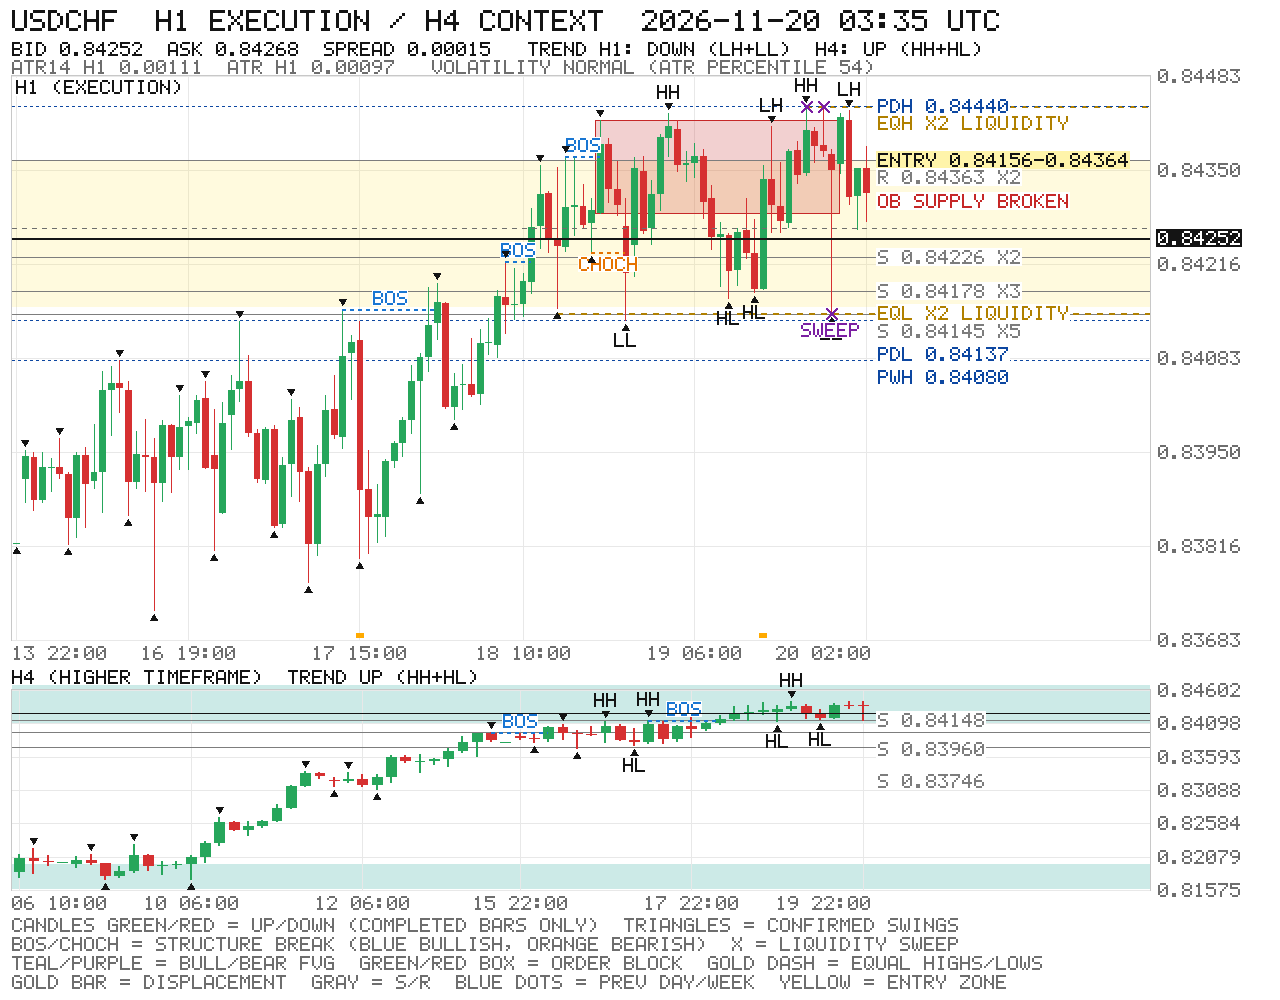 USDCHF  H1 EXECUTION / H4 CONTEXT  2026-11-20 03:35 UTC
BID 0.84252  ASK 0.84268  SPREAD 0.00015  TREND H1: DOWN (LH+LL)  H4: UP (HH+HL)
ATR14 H1 0.00111  ATR H1 0.00097  VOLATILITY NORMAL (ATR PERCENTILE 54)
H1 (EXECUTION)
0.84483
HH
LH
HH
LH
PDH 0.84440
EQH X2 LIQUIDITY
BOS
ENTRY 0.84156-0.84364
R 0.84363 X2
0.84350
OB SUPPLY BROKEN
0.84252
BOS
CHOCH
S 0.84226 X2
0.84216
BOS
S 0.84178 X3
HL
HL
EQL X2 LIQUIDITY
SWEEP
S 0.84145 X5
LL
PDL 0.84137
0.84083
PWH 0.84080
0.83950
0.83816
0.83683
13 22:00  16 19:00  17 15:00  18 10:00  19 06:00  20 02:00
H4 (HIGHER TIMEFRAME)  TREND UP (HH+HL)
HH
0.84602
HH
HH
BOS
BOS
S 0.84148
0.84098
HL
HL
HL
S 0.83960
0.83593
S 0.83746
0.83088
0.82584
0.82079
0.81575
06 10:00  10 06:00  12 06:00  15 22:00  17 22:00  19 22:00
CANDLES GREEN/RED = UP/DOWN (COMPLETED BARS ONLY)  TRIANGLES = CONFIRMED SWINGS
BOS/CHOCH = STRUCTURE BREAK (BLUE BULLISH, ORANGE BEARISH)  X = LIQUIDITY SWEEP
TEAL/PURPLE = BULL/BEAR FVG  GREEN/RED BOX = ORDER BLOCK  GOLD DASH = EQUAL HIGHS/LOWS
GOLD BAR = DISPLACEMENT  GRAY = S/R  BLUE DOTS = PREV DAY/WEEK  YELLOW = ENTRY ZONE